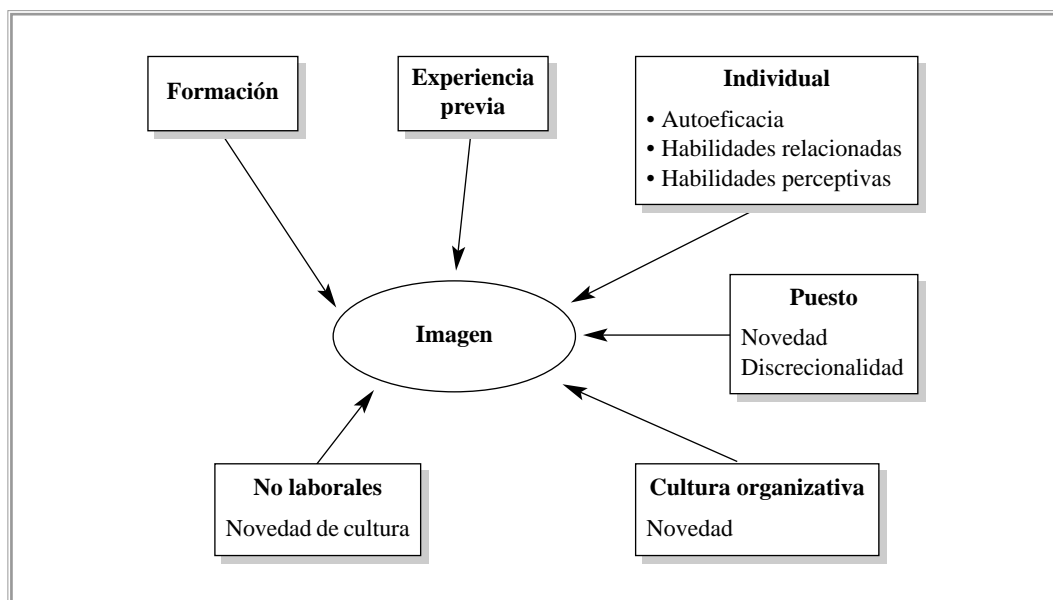 Formación
Experiencia
previa
Individual
• Autoeficacia
• Habilidades relacionadas
• Habilidades perceptivas
Imagen
Puesto
Novedad
Discrecionalidad
No laborales
Novedad de cultura
Cultura organizativa
Novedad